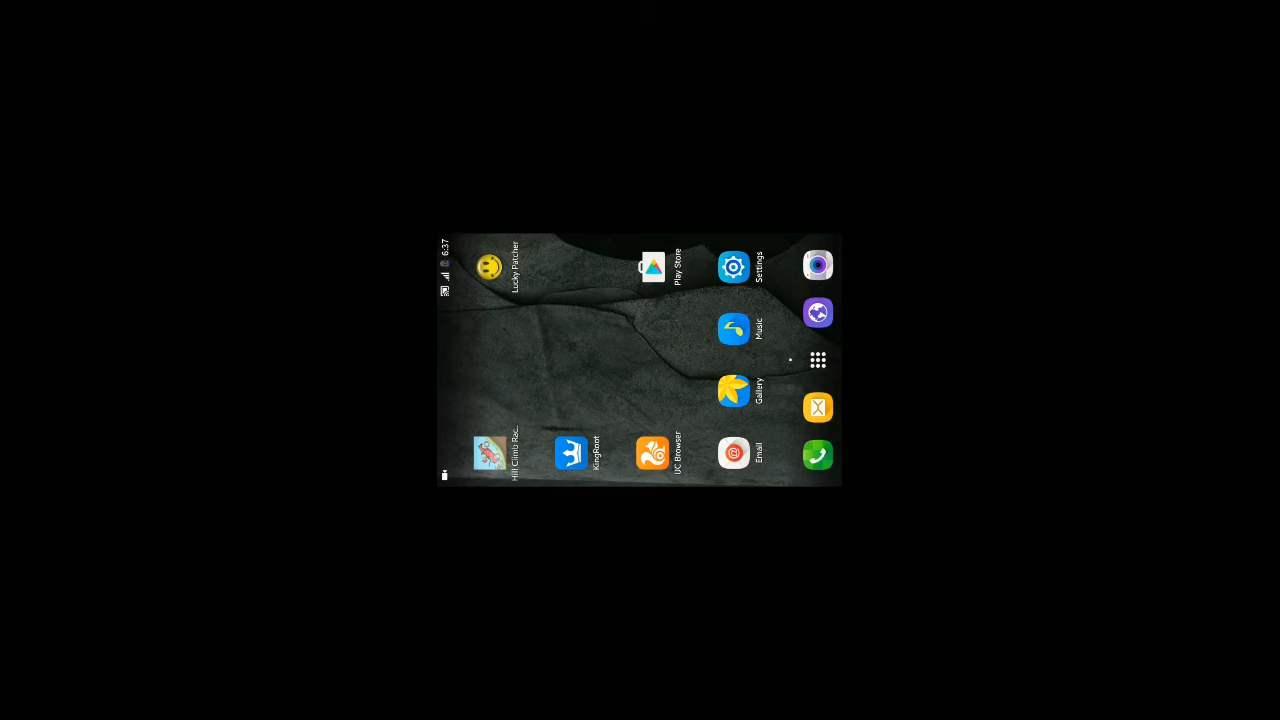 6:37
Hill Climb Rac..
Lucky Patcher
KingRoot
UC Browser
Play Store
Email
Gallery
Music
Settings